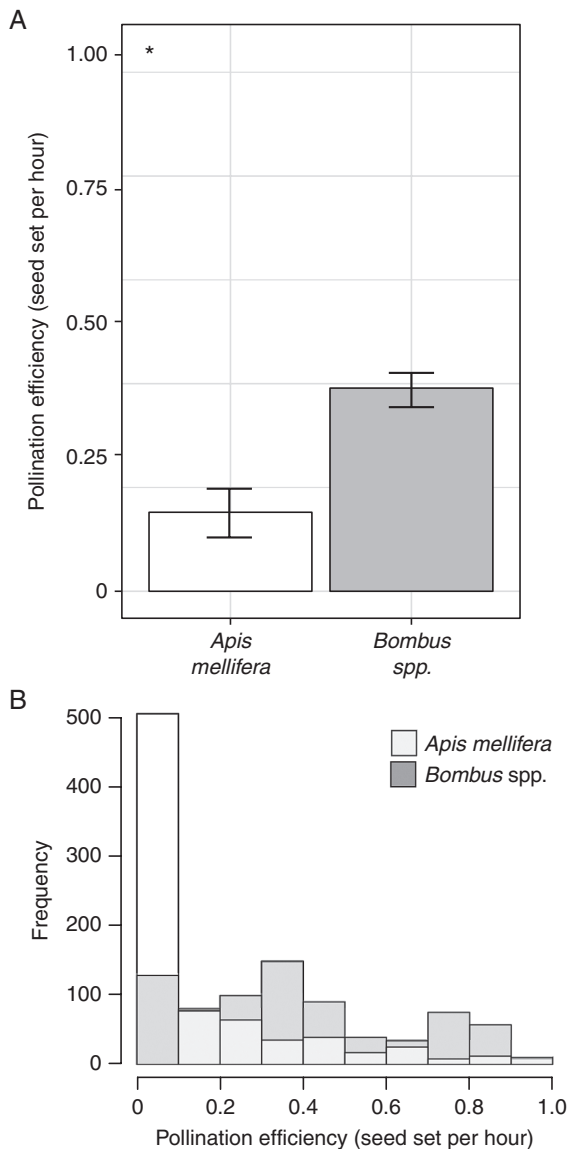 A
Pollination efficiency (seed set per hour)
1.00
0.75
0.50
0.25
0
*
Apis
mellifera
Bombus
spp.
B
Frequency
500
400
300
200
100
0
Apis mellifera
Bombus spp.
0 0.2 0.4 0.6 0.8 1.0
Pollination efficiency (seed set per hour)